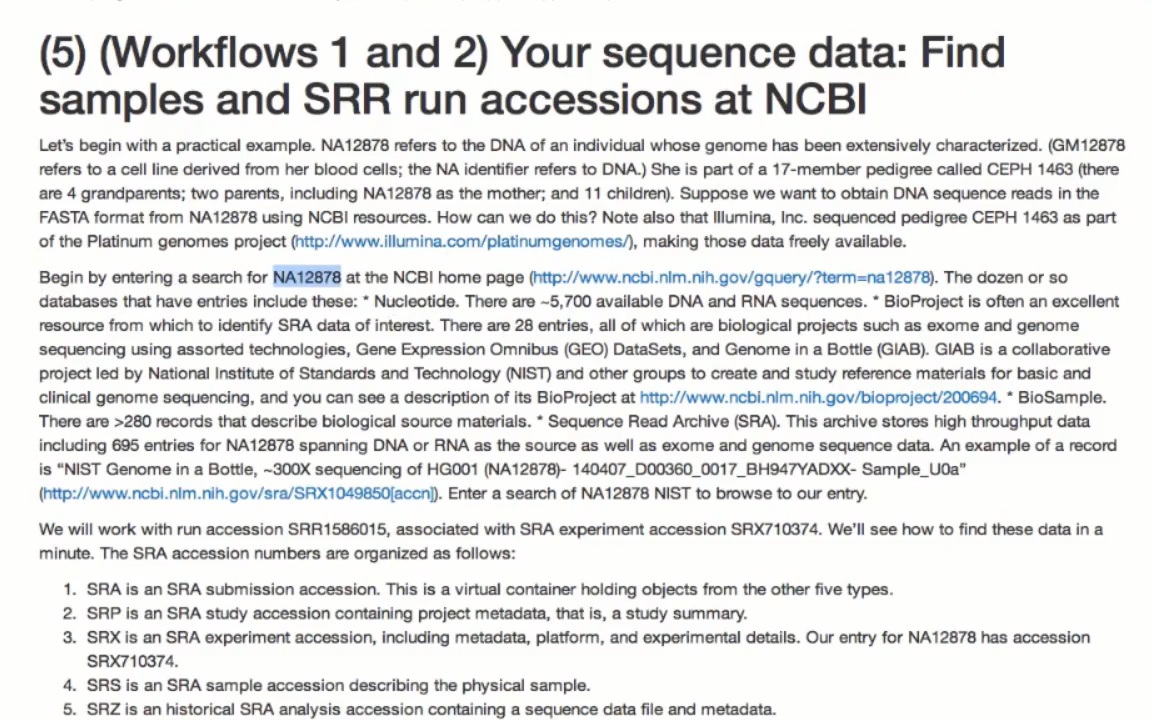 (5) (Workflows 1 and 2) Your sequence data: Find
samples and SRR run accessions at NCBI
Let's begin with a practical example. NA12878 refers to the DNA of an individual whose genome has been extensively characterized. (GM12878
refers to a cell line derived from her blood cells; the NA identifier refers to DNA.) She is part of a 17-member pedigree called CEPH 1463 (there
are 4 grandparents; two parents, including NA12878 as the mother; and 11 children). Suppose we want to obtain DNA sequence reads in the
FASTA format from NA12878 using NCBI resources. How can we do this? Note also that Illumina, Inc. sequenced pedigree CEPH 1463 as part
of the Platinum genomes project (http://www.illumina.com/platinumgenomes/), making those data freely available.
Begin by entering a search for NA12878 at the NCBI home page (http://www.ncbi.nlm.nih.gov/gquery/?term=na12878). The dozen or so
databases that have entries include these: * Nucleotide. There are ~5,700 available DNA and RNA sequences. * BioProject is often an excellent
resource from which to identify SRA data of interest. There are 28 entries, all of which are biological projects such as exome and genome
sequencing using assorted technologies, Gene Expression Omnibus (GEO) DataSets, and Genome in a Bottle (GIAB). GIAB is a collaborative
project led by National Institute of Standards and Technology (NIST) and other groups to create and study reference materials for basic and
clinical genome sequencing, and you can see a description of its BioProject at http://www.ncbi.nlm.nih.gov/bioproject/200694. * BioSample.
There are >280 records that describe biological source materials. * Sequence Read Archive (SRA). This archive stores high throughput data
including 695 entries for NA12878 spanning DNA or RNA as the source as well as exome and genome sequence data. An example of a record
is “NIST Genome in a Bottle, ~300X sequencing of HG001 (NA12878)- 140407_D00360_0017_BH947YADXX- Sample_U0a”
(http://www.ncbi.nlm.nih.gov/sra/SRX1049850[accn]). Enter a search of NA12878 NIST to browse to our entry.
We will work with run accession SRR1586015, associated with SRA experiment accession SRX710374. We'll see how to find these data in a
minute. The SRA accession numbers are organized as follows:
1. SRA is an SRA submission accession. This is a virtual container holding objects from the other five types.
2. SRP is an SRA study accession containing project metadata, that is, a study summary.
3. SRX is an SRA experiment accession, including metadata, platform, and experimental details. Our entry for NA12878 has accession
SRX710374.
4. SRS is an SRA sample accession describing the physical sample.
5. SRZ is an historical SRA analysis accession containing a sequence data file and metadata.